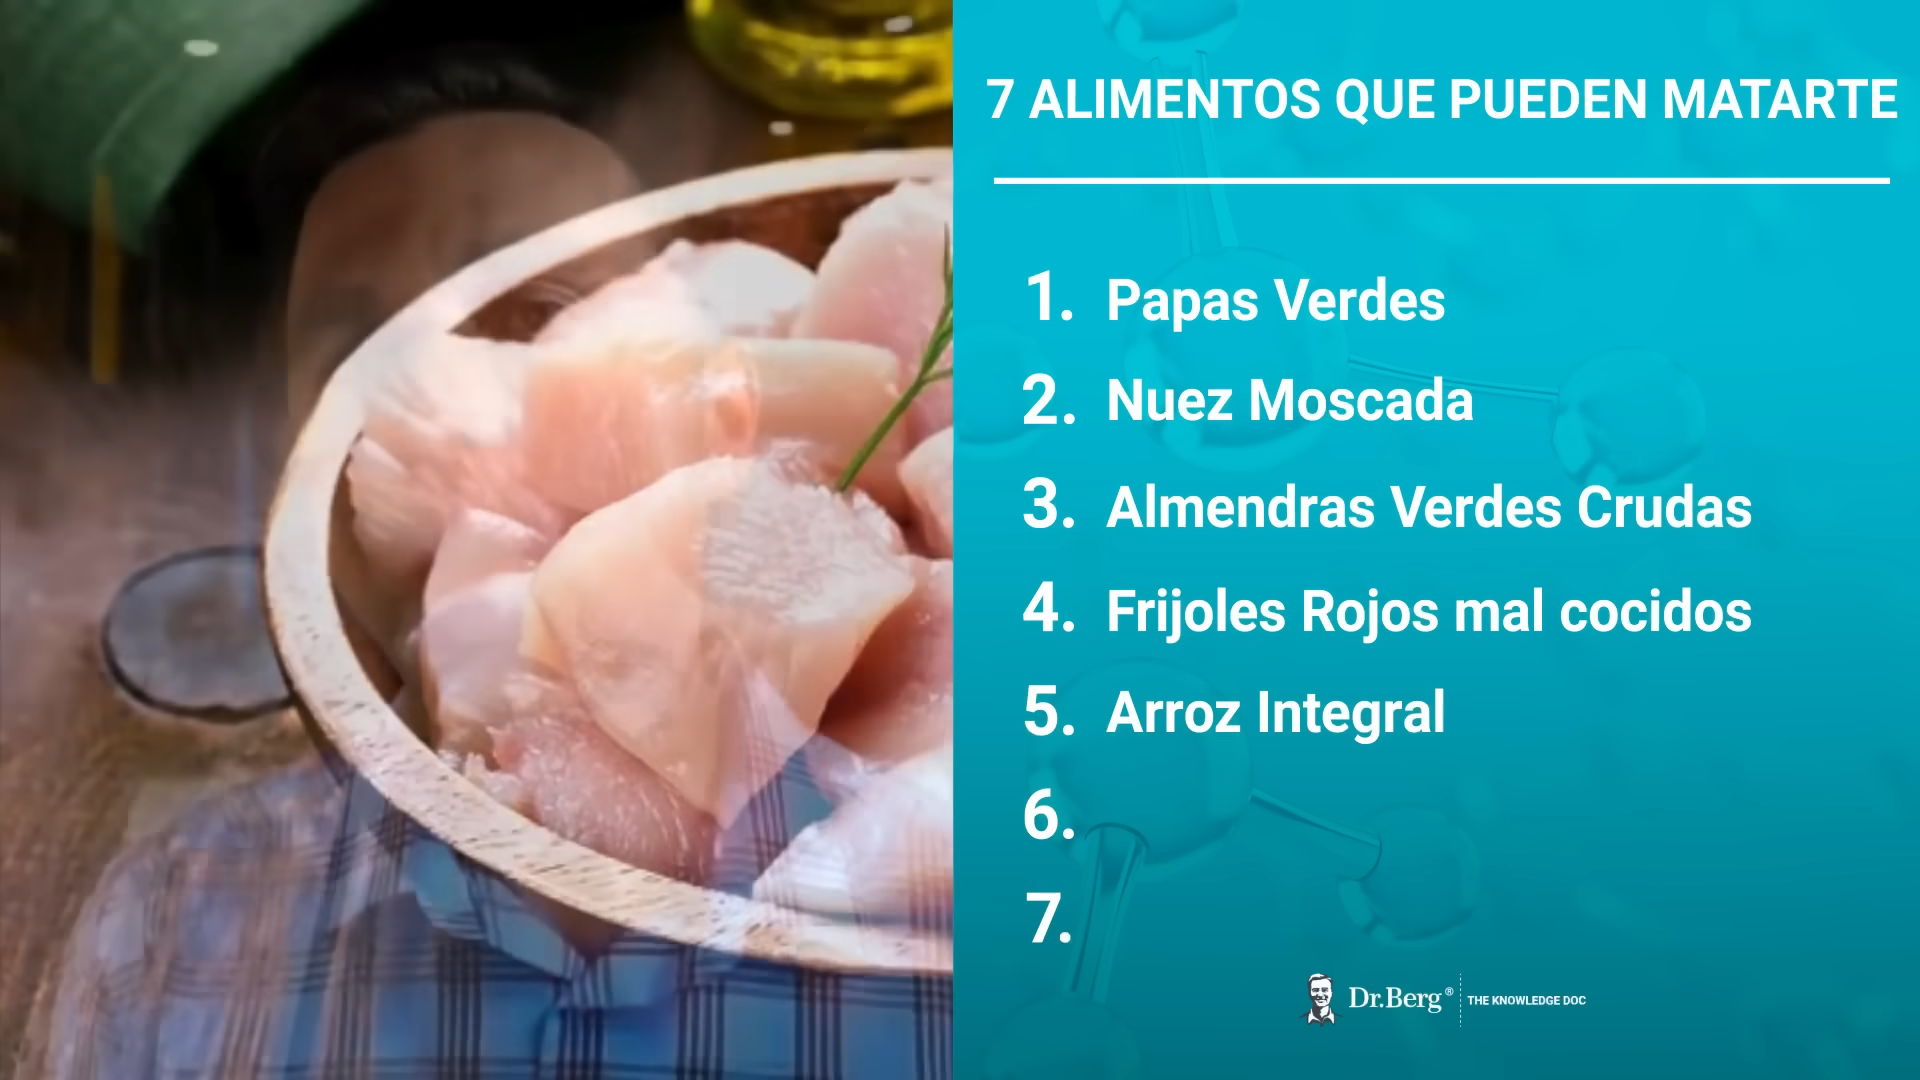 7 ALIMENTOS QUE PUEDEN MATARTE
1. Papas Verdes
2. Nuez Moscada
3. Almendras Verdes Crudas
4. Frijoles Rojos mal cocidos
5. Arroz Integral
6.
7.
Dr.Berg® THE KNOWLEDGE DOC